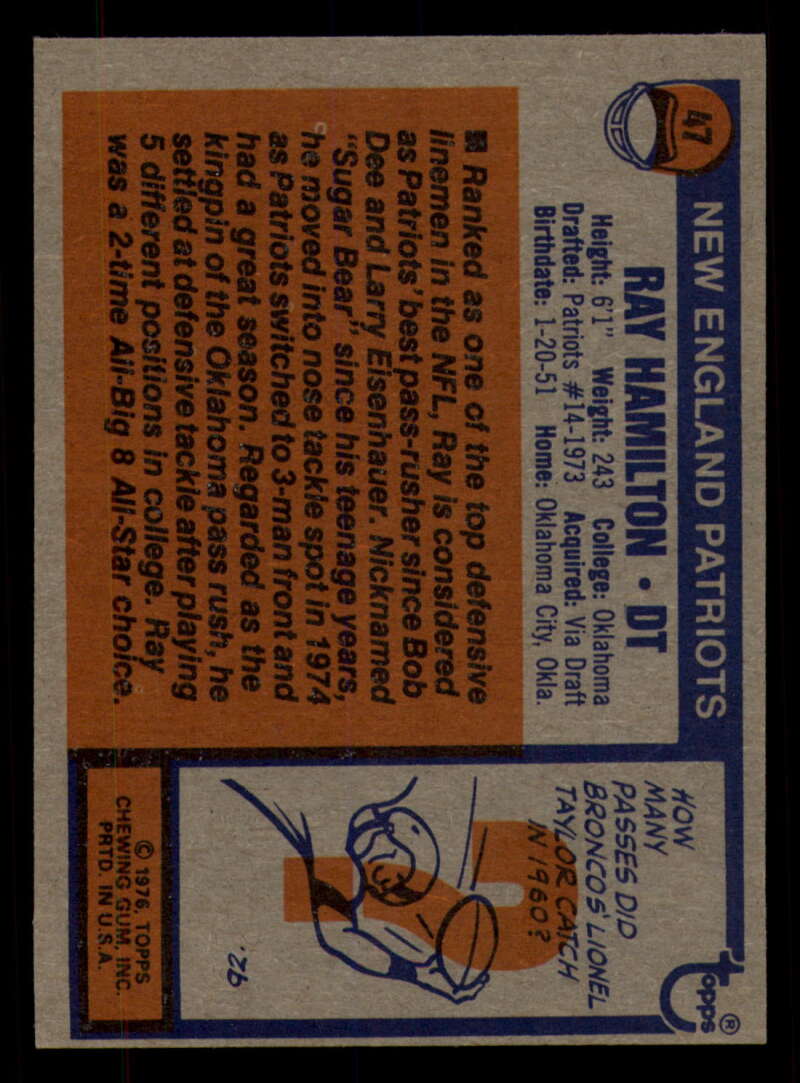 47
NEW ENGLAND PATRIOTS
RAY HAMILTON • DT
Height: 6'1" Weight: 243 College: Oklahoma
Drafted: Patriots #14-1973 Acquired: Via Draft
Birthdate: 1-20-51 Home: Oklahoma City, Okla.
Ranked as one of the top defensive
linemen in the NFL, Ray is considered
as Patriots' best pass-rusher since Bob
Dee and Larry Eisenhauer. Nicknamed
"Sugar Bear" since his teenage years,
he moved into nose tackle spot in 1974
as Patriots switched to 3-man front and
had a great season. Regarded as the
kingpin of the Oklahoma pass rush, he
settled at defensive tackle after playing
5 different positions in college. Ray
was a 2-time All-Big 8 All-Star choice.
topps®
HOW
MANY
PASSES DID
BRONCOS' LIONEL
TAYLOR CATCH
IN 1960?
?
'26
© 1976, TOPPS
CHEWING GUM, INC.
PRTD. IN U.S.A.